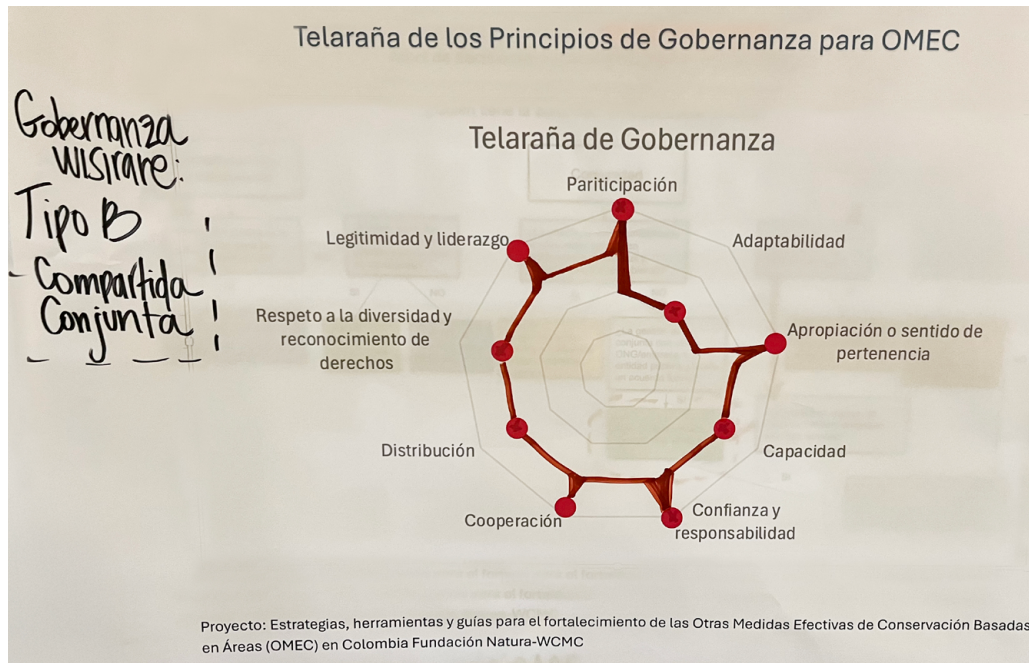 Telaraña de los Principios de Gobernanza para OMEC
Gobernanza
WISIRARE:
Tipo B
Compartida
Conjunta
Telaraña de Gobernanza
Pariticipación
Adaptabilidad
Apropiación o sentido de
pertenencia
Capacidad
Confianza y
responsabilidad
Cooperación
Distribución
Respeto a la diversidad y
reconocimiento de
derechos
Legitimidad y liderazgo
Proyecto: Estrategias, herramientas y guías para el fortalecimiento de las Otras Medidas Efectivas de Conservación Basadas
en Áreas (OMEC) en Colombia Fundación Natura-WCMC